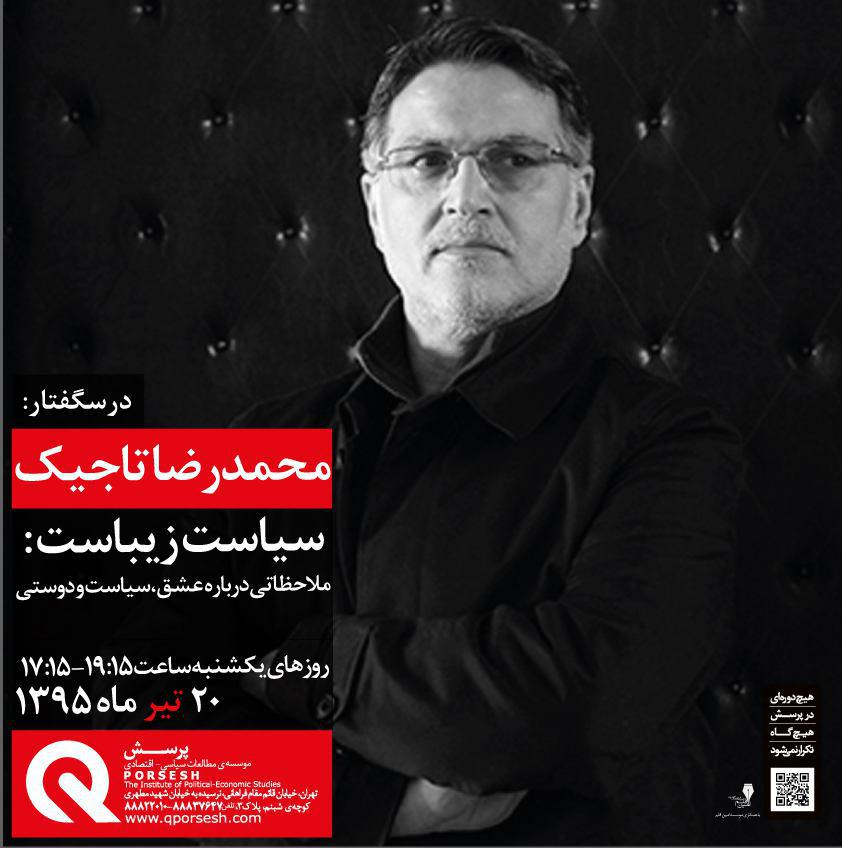 درسگفتار:
محمدرضا تاجیک
سیاست زیباست:
ملاحظاتی درباره عشق، سیاست و دوستی
روزهای یکشنبه ساعت ۱۹:۱۵-۱۷:۱۵
۲۰ تیر ماه ۱۳۹۵
پرسش
موسسه‌ی مطالعات سیاسی - اقتصادی
PORSESH
The Institute of Political-Economic Studies
تهران، خیابان قائم مقام فراهانی، نرسیده به خیابان شهید مطهری
کوچه‌ی شبنم، پلاک ۳، تلفن ۸۸۸۳۷۶۴۷-۸۸۸۲۲۰۱۰
www.qporsesh.com
هیچ دوره‌ای
در پرسش
هیچ گاه
تکرار نمی‌شود